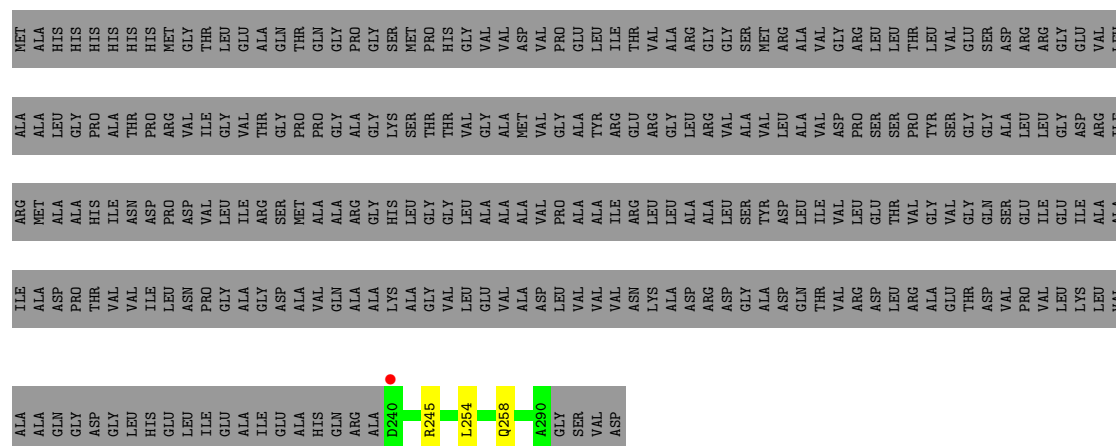 MET ALA HIS HIS HIS HIS HIS HIS MET GLY THR LEU GLU ALA GLN THR GLN GLY PRO GLY SER MET PRO HIS GLY VAL VAL ASP VAL PRO GLU LEU ILE THR VAL ALA ARG GLY GLY SER MET ARG ALA VAL GLY ARG LEU LEU THR LEU VAL GLU SER ASP ARG ARG GLY GLU VAL LEU
ALA ALA LEU GLY PRO ALA THR PRO ARG VAL ILE GLY VAL THR GLY PRO PRO GLY ALA GLY LYS SER THR THR VAL GLY ALA MET VAL GLY ALA TYR ARG GLU ARG GLY LEU ARG VAL ALA VAL LEU ALA VAL ASP PRO SER SER PRO TYR SER GLY GLY ALA LEU LEU GLY ASP ARG ILE
ARG MET ALA ALA HIS ILE ASN ASP PRO ASP VAL LEU ILE ARG SER MET ALA ALA ARG GLY HIS LEU GLY GLY LEU ALA ALA ALA VAL PRO ALA ALA ILE ARG LEU LEU ALA ALA LEU SER TYR ASP LEU ILE VAL LEU GLU THR VAL GLY VAL GLY GLN SER GLU ILE GLU ILE ALA ALA
ILE ALA ASP PRO THR VAL VAL ILE LEU ASN PRO GLY ALA GLY ASP ALA VAL GLN ALA ALA LYS ALA GLY VAL LEU GLU VAL ALA ASP LEU VAL VAL VAL ASN LYS ALA ASP ARG ASP GLY ALA ASP GLN THR VAL ARG ASP LEU ARG ALA GLU THR ASP VAL PRO VAL LEU LYS LEU VAL
ALA ALA GLN GLY ASP GLY LEU HIS GLU LEU ILE GLU ALA ILE GLU ALA HIS GLN ARG ALA D240 R245 L254 Q258 A290 GLY SER VAL ASP